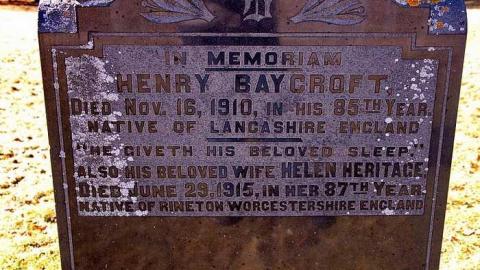 IN MEMORIAM
HENRY BAYCROFT,
DIED NOV. 16, 1910, IN HIS 85TH YEAR.
NATIVE OF LANCASHIRE ENGLAND
"HE GIVETH HIS BELOVED SLEEP."
ALSO HIS BELOVED WIFE HELEN HERITAGE,
DIED JUNE 29, 1915, IN HER 87TH YEAR.
NATIVE OF RINETON WORCESTERSHIRE ENGLAND